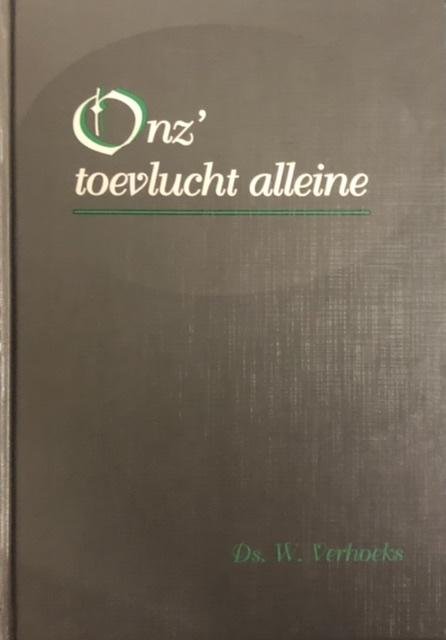 Onz'
toevlucht alleine
Ds. W. Verhoeks